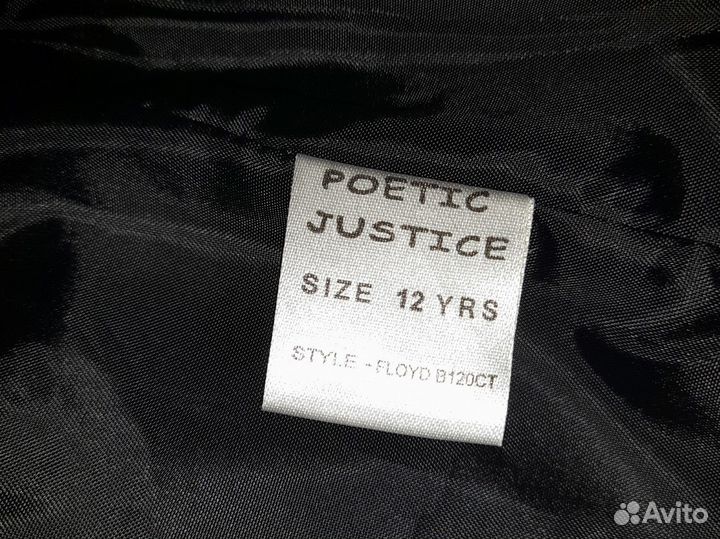 POETIC
JUSTICE
SIZE 12 YRS
STYLE - FLOYD B120CT
Avito